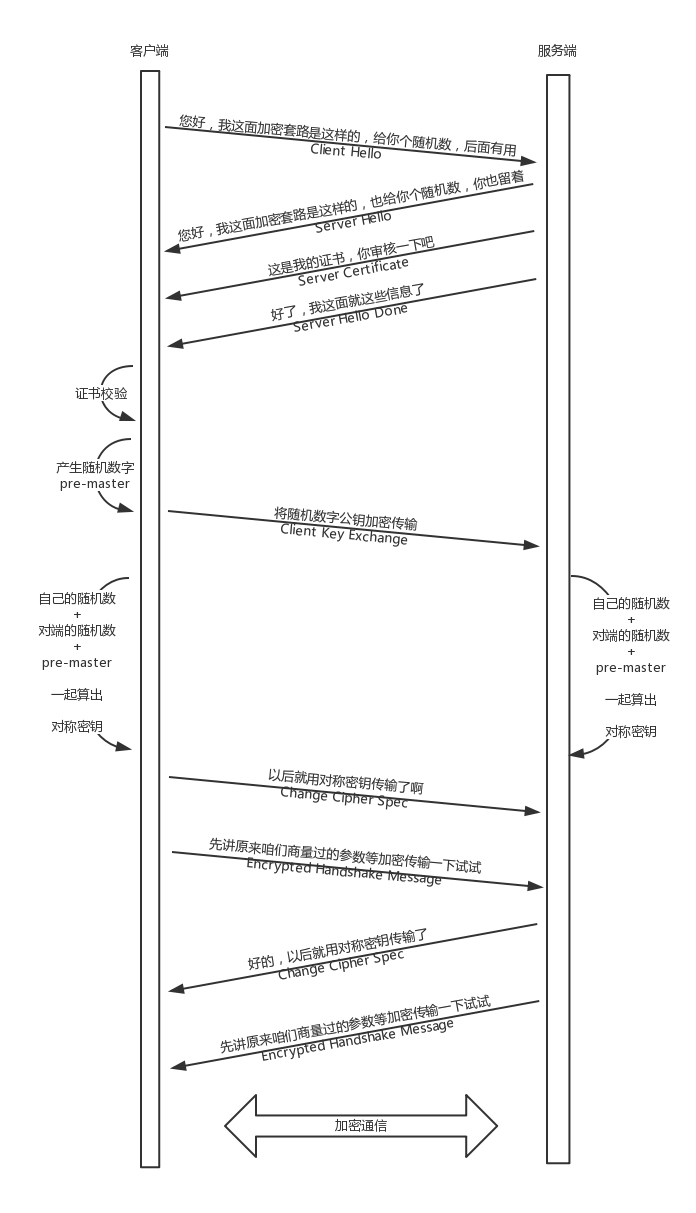 客户端
服务端
您好，我这面加密套路是这样的，给你个随机数，后面有用
Client Hello
您好，我这面加密套路是这样的，也给你个随机数，你也留着
Server Hello
这是我的证书，你审核一下吧
Server Certificate
好了，我这面就这些信息了
Server Hello Done
证书校验
产生随机数字
pre-master
将随机数字公钥加密传输
Client Key Exchange
自己的随机数
+
对端的随机数
+
pre-master
一起算出
对称密钥
自己的随机数
+
对端的随机数
+
pre-master
一起算出
对称密钥
以后就用对称密钥传输了啊
Change Cipher Spec
先讲原来咱们商量过的参数等加密传输一下试试
Encrypted Handshake Message
好的，以后就用对称密钥传输了
Change Cipher Spec
先讲原来咱们商量过的参数等加密传输一下试试
Encrypted Handshake Message
加密通信